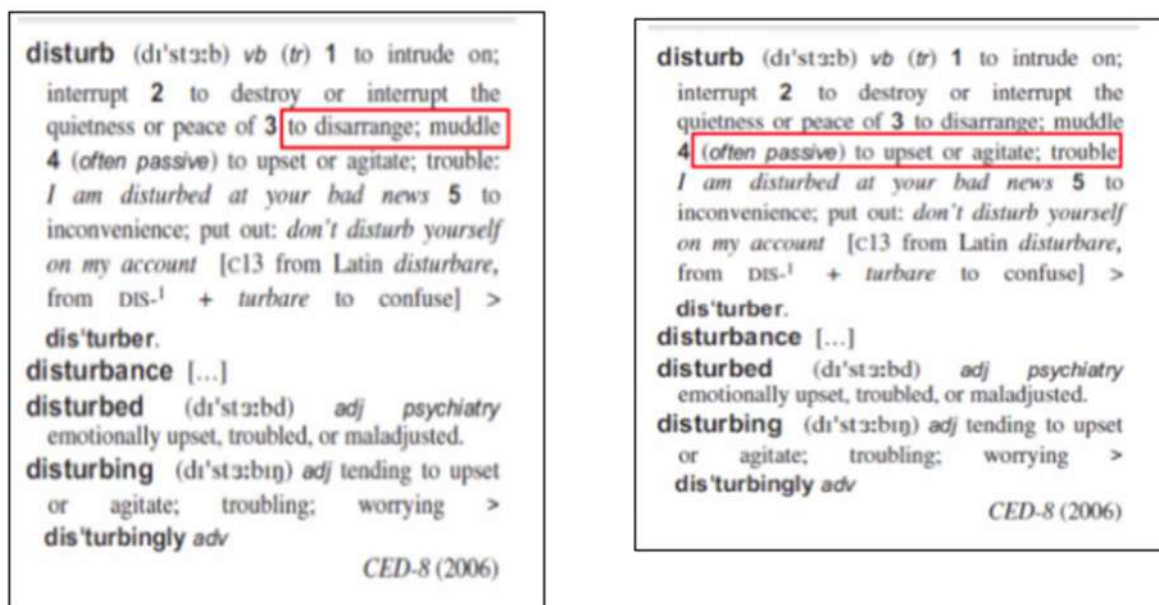 disturb (dɪˈstɜːb) vb (tr) 1 to intrude on;
interrupt 2 to destroy or interrupt the
quietness or peace of 3 to disarrange; muddle
4 (often passive) to upset or agitate; trouble:
I am disturbed at your bad news 5 to
inconvenience; put out: don't disturb yourself
on my account [C13 from Latin disturbare,
from DIS-¹ + turbare to confuse] >
disˈturber.
disturbance [...]
disturbed (dɪˈstɜːbd) adj psychiatry
emotionally upset, troubled, or maladjusted.
disturbing (dɪˈstɜːbɪŋ) adj tending to upset
or agitate; troubling; worrying >
disˈturbingly adv
CED-8 (2006)
disturb (dɪˈstɜːb) vb (tr) 1 to intrude on;
interrupt 2 to destroy or interrupt the
quietness or peace of 3 to disarrange; muddle
4 (often passive) to upset or agitate; trouble
I am disturbed at your bad news 5 to
inconvenience; put out: don't disturb yourself
on my account [C13 from Latin disturbare,
from DIS-¹ + turbare to confuse] >
disˈturber.
disturbance [...]
disturbed (dɪˈstɜːbd) adj psychiatry
emotionally upset, troubled, or maladjusted.
disturbing (dɪˈstɜːbɪŋ) adj tending to upset
or agitate; troubling; worrying >
disˈturbingly adv
CED-8 (2006)